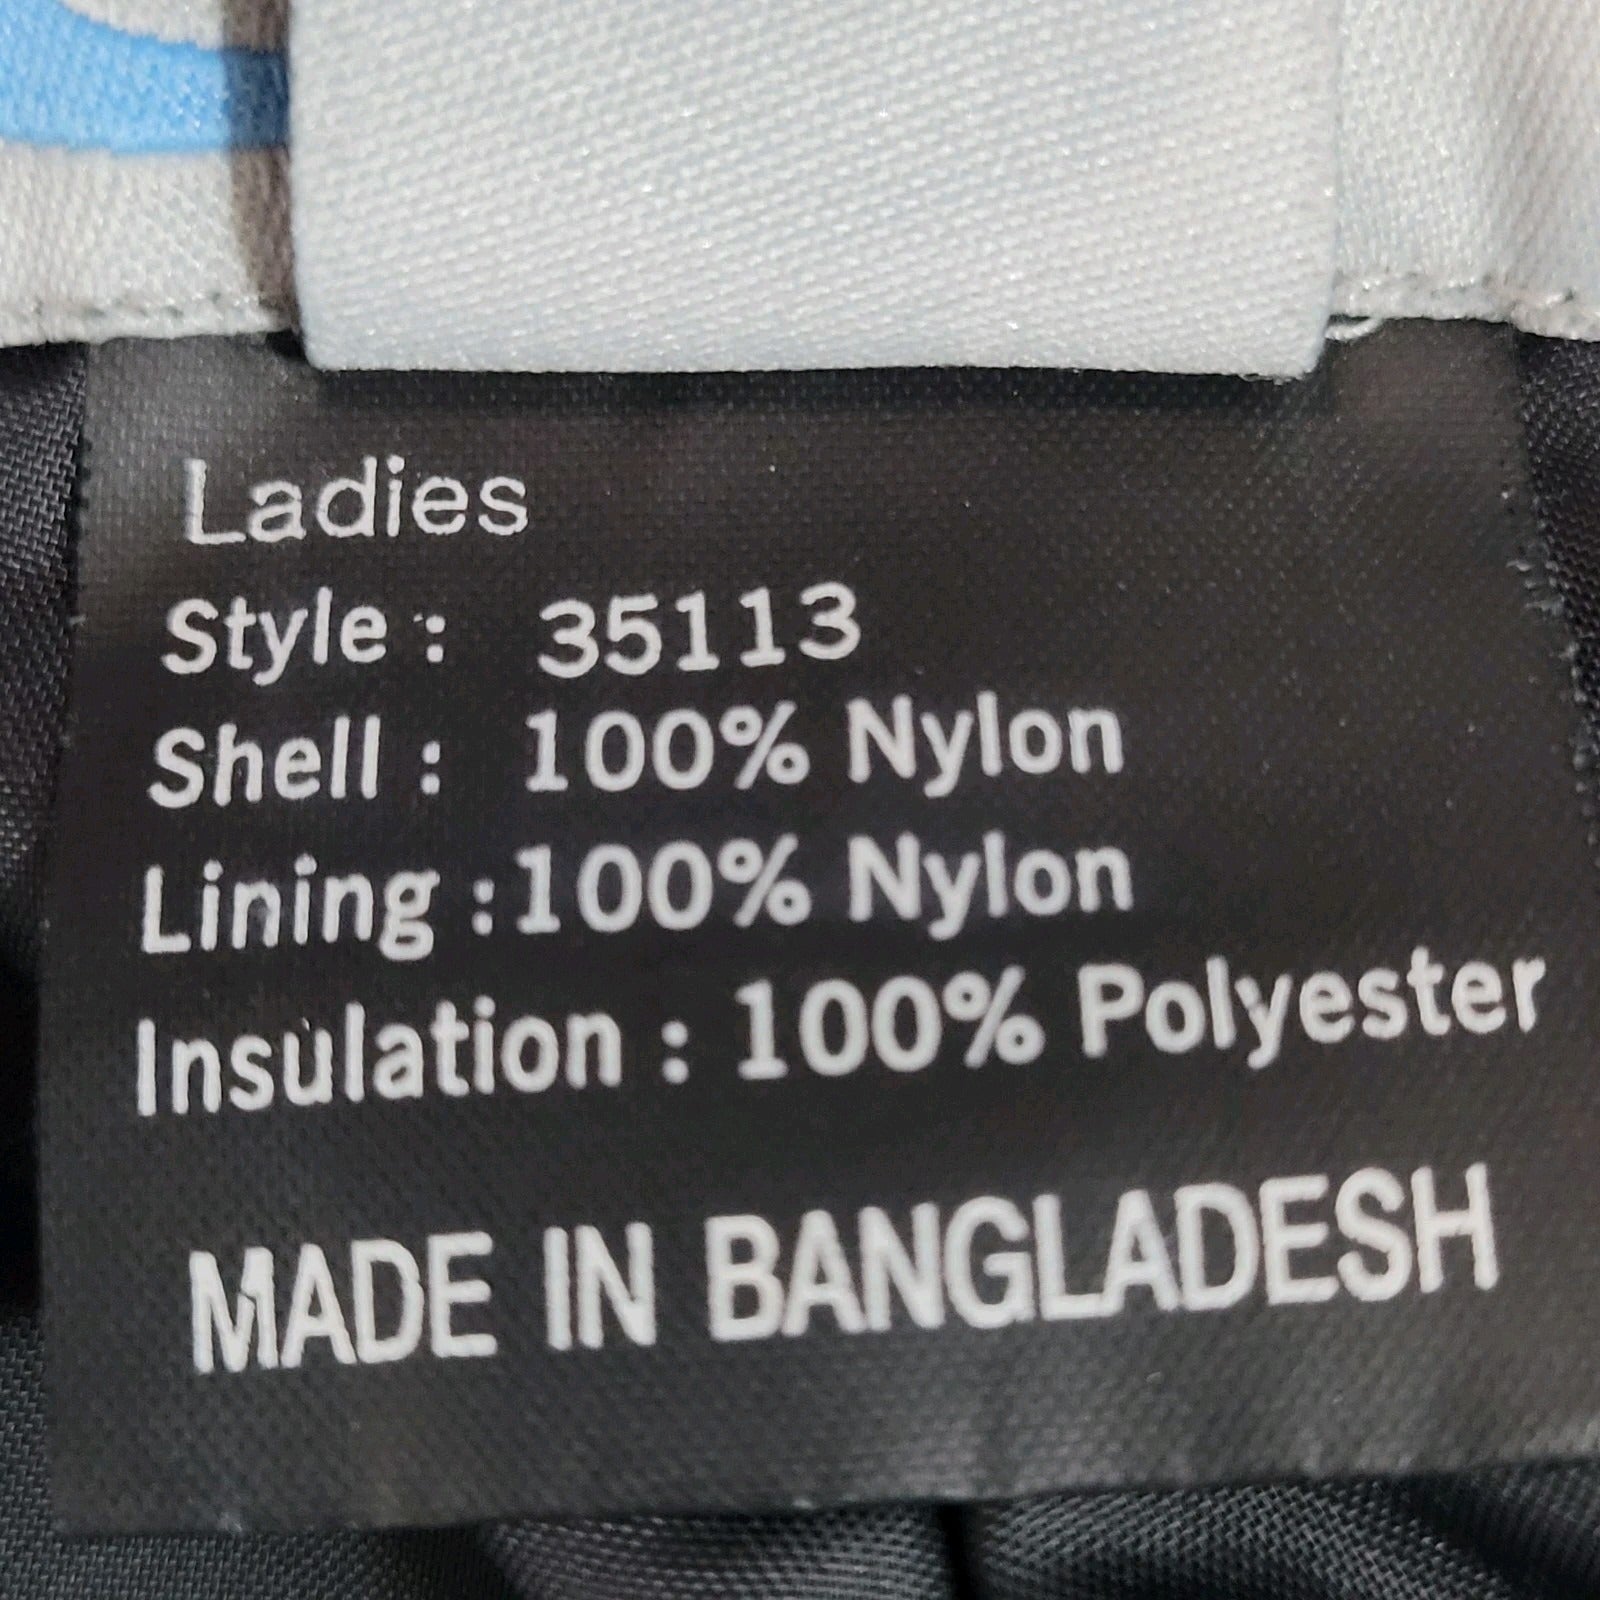 Ladies
Style : 35113
Shell : 100% Nylon
Lining :100% Nylon
Insulation : 100% Polyester
MADE IN BANGLADESH